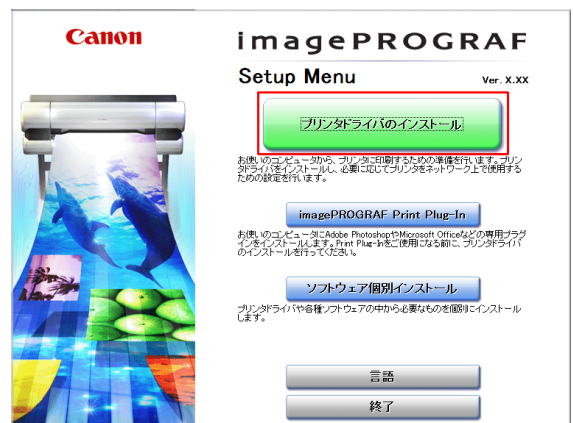 Canon
imagePROGRAF
Setup Menu
Ver. X.XX
プリンタドライバのインストール
お使いのコンピュータから、プリンタに印刷するための準備を行います。プリン
タドライバをインストールし、必要に応じてプリンタをネットワーク上で使用する
ための設定を行います。
imagePROGRAF Print Plug-In
お使いのコンピュータにAdobe PhotoshopやMicrosoft Officeなどの専用プラグ
インをインストールします。Print Plug-Inをご使用になる前に、プリンタドライバ
のインストールを行ってください。
ソフトウェア個別インストール
プリンタドライバや各種ソフトウェアの中から必要なものを個別にインストール
します。
言語
終了